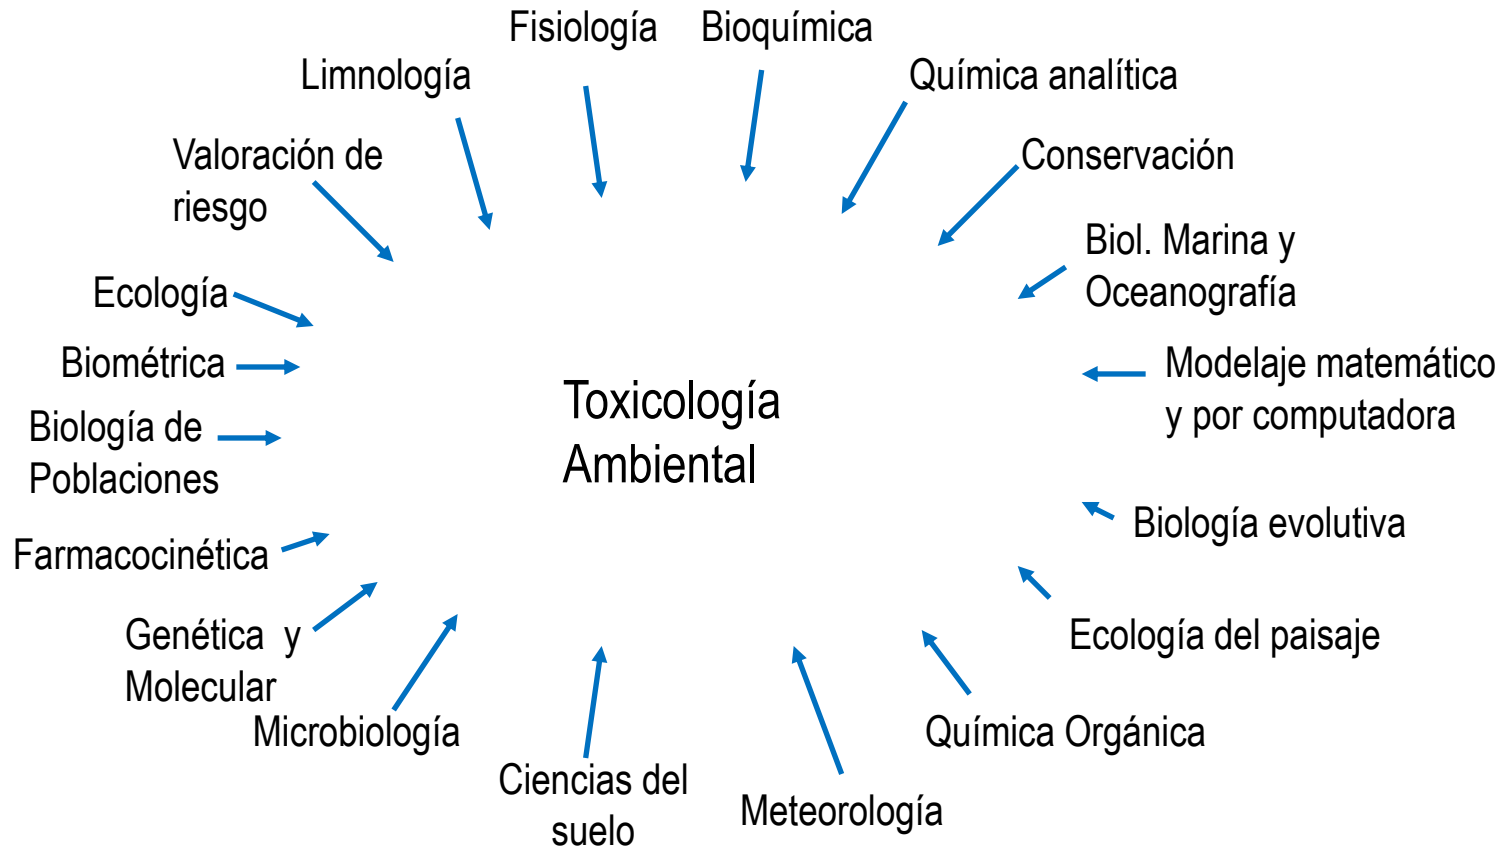 Fisiología
Bioquímica
Limnología
Química analítica
Valoración de
riesgo
Conservación
Biol. Marina y
Oceanografía
Ecología
Biométrica
Modelaje matemático
y por computadora
Toxicología
Ambiental
Biología de
Poblaciones
Biología evolutiva
Farmacocinética
Genética y
Molecular
Ecología del paisaje
Microbiología
Química Orgánica
Ciencias del
suelo
Meteorología